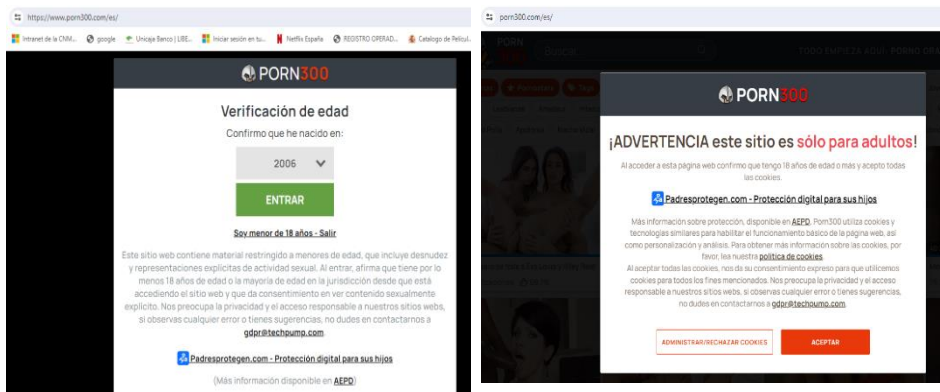 https://www.porn300.com/es/
Intranet de la CNM... google Unicaja Banco | LIBE... Iniciar sesión en tu... Netflix España REGISTRO OPERAD... Catalogo de Pelicul...
PORN300
Verificación de edad
Confirmo que he nacido en:
2006
ENTRAR
Soy menor de 18 años - Salir
Este sitio web contiene material restringido a menores de edad, que incluye desnudez
y representaciones explícitas de actividad sexual. Al entrar, afirma que tiene por lo
menos 18 años de edad o la mayoría de edad en la jurisdicción desde que está
accediendo el sitio web y que da consentimiento en ver contenido sexualmente
explícito. Nos preocupa la privacidad y el acceso responsable a nuestros sitios webs,
si observas cualquier error o tienes sugerencias, no dudes en contactarnos a
gdpr@techpump.com.
Padresprotegen.com - Protección digital para sus hijos
(Más información disponible en AEPD)
porn300.com/es/
PORN
Buscar...
TODO EMPIEZA AQUÍ: PORNO GRA
PORN300
¡ADVERTENCIA este sitio es sólo para adultos!
Al acceder a esta página web confirmo que tengo 18 años de edad o mas y acepto todas
las cookies.
Padresprotegen.com - Protección digital para sus hijos
Más información sobre protección, disponible en AEPD. Porn300 utiliza cookies y
tecnologías similares para habilitar el funcionamiento básico de la página web, así
como personalización y análisis. Para obtener más información sobre las cookies, por
favor, lea nuestra política de cookies.
Al aceptar todas las cookies, nos da su consentimiento expreso para que utilicemos
cookies para todos los fines mencionados. Nos preocupa la privacidad y el acceso
responsable a nuestros sitios webs, si observas cualquier error o tienes sugerencias,
no dudes en contactarnos a gdpr@techpump.com.
ADMINISTRAR/RECHAZAR COOKIES
ACEPTAR